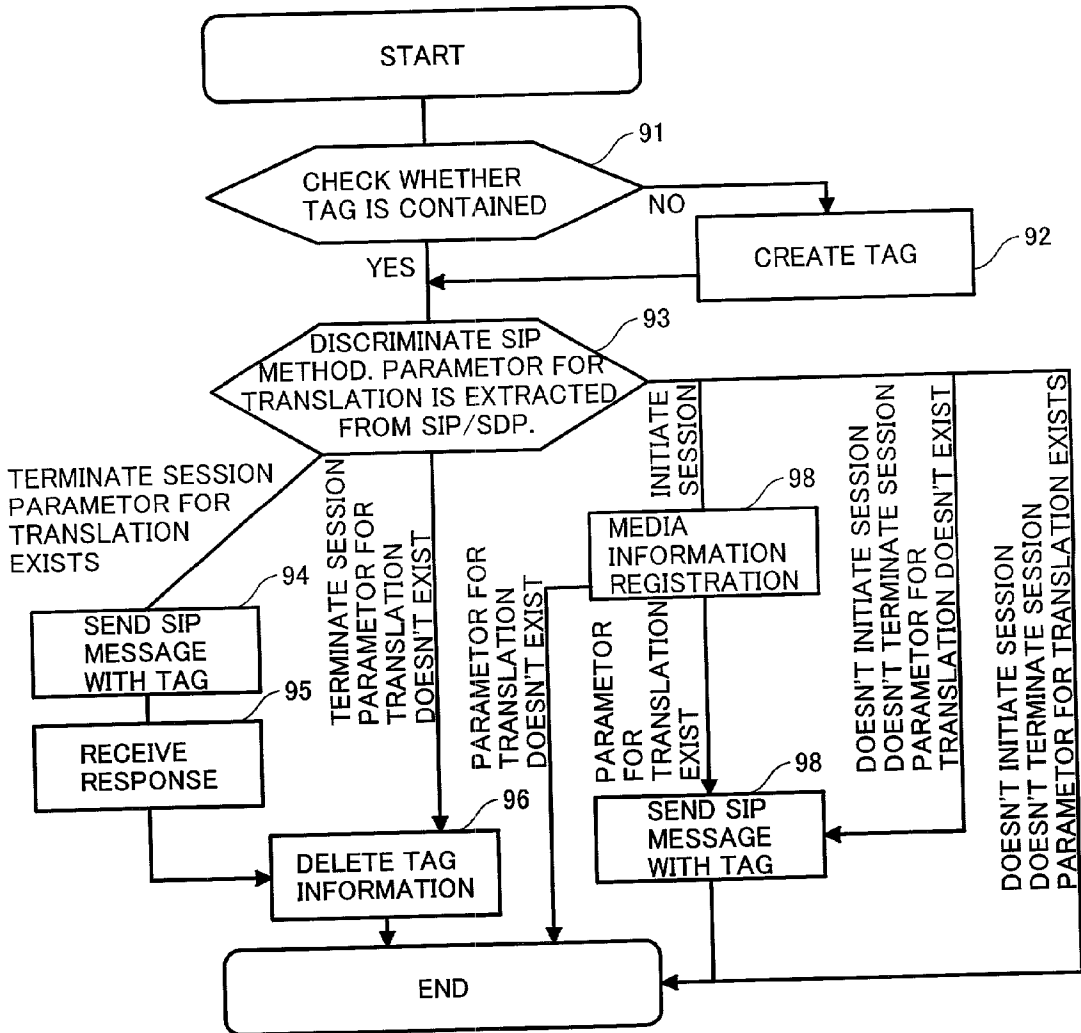 START
91
CHECK WHETHER
TAG IS CONTAINED
NO
YES
CREATE TAG
92
93
DISCRIMINATE SIP
METHOD. PARAMETOR FOR
TRANSLATION IS EXTRACTED
FROM SIP/SDP.
TERMINATE SESSION
PARAMETOR FOR
TRANSLATION
EXISTS
94
SEND SIP
MESSAGE
WITH TAG
95
RECEIVE
RESPONSE
TERMINATE SESSION
PARAMETOR FOR
TRANSLATION
DOESN'T EXIST
96
DELETE TAG
INFORMATION
INITIATE
SESSION
98
MEDIA
INFORMATION
REGISTRATION
PARAMETOR FOR
TRANSLATION
DOESN'T EXIST
PARAMETOR
FOR
TRANSLATION
EXIST
98
SEND SIP
MESSAGE
WITH TAG
DOESN'T INITIATE SESSION
DOESN'T TERMINATE SESSION
PARAMETOR FOR
TRANSLATION DOESN'T EXIST
DOESN'T INITIATE SESSION
DOESN'T TERMINATE SESSION
PARAMETOR FOR TRANSLATION EXISTS
END